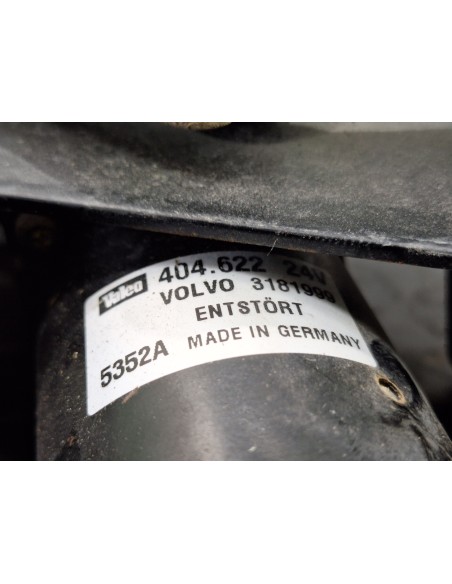 Valeo 404.622 24V
VOLVO 3181999
ENTSTÖRT
5352A MADE IN GERMANY